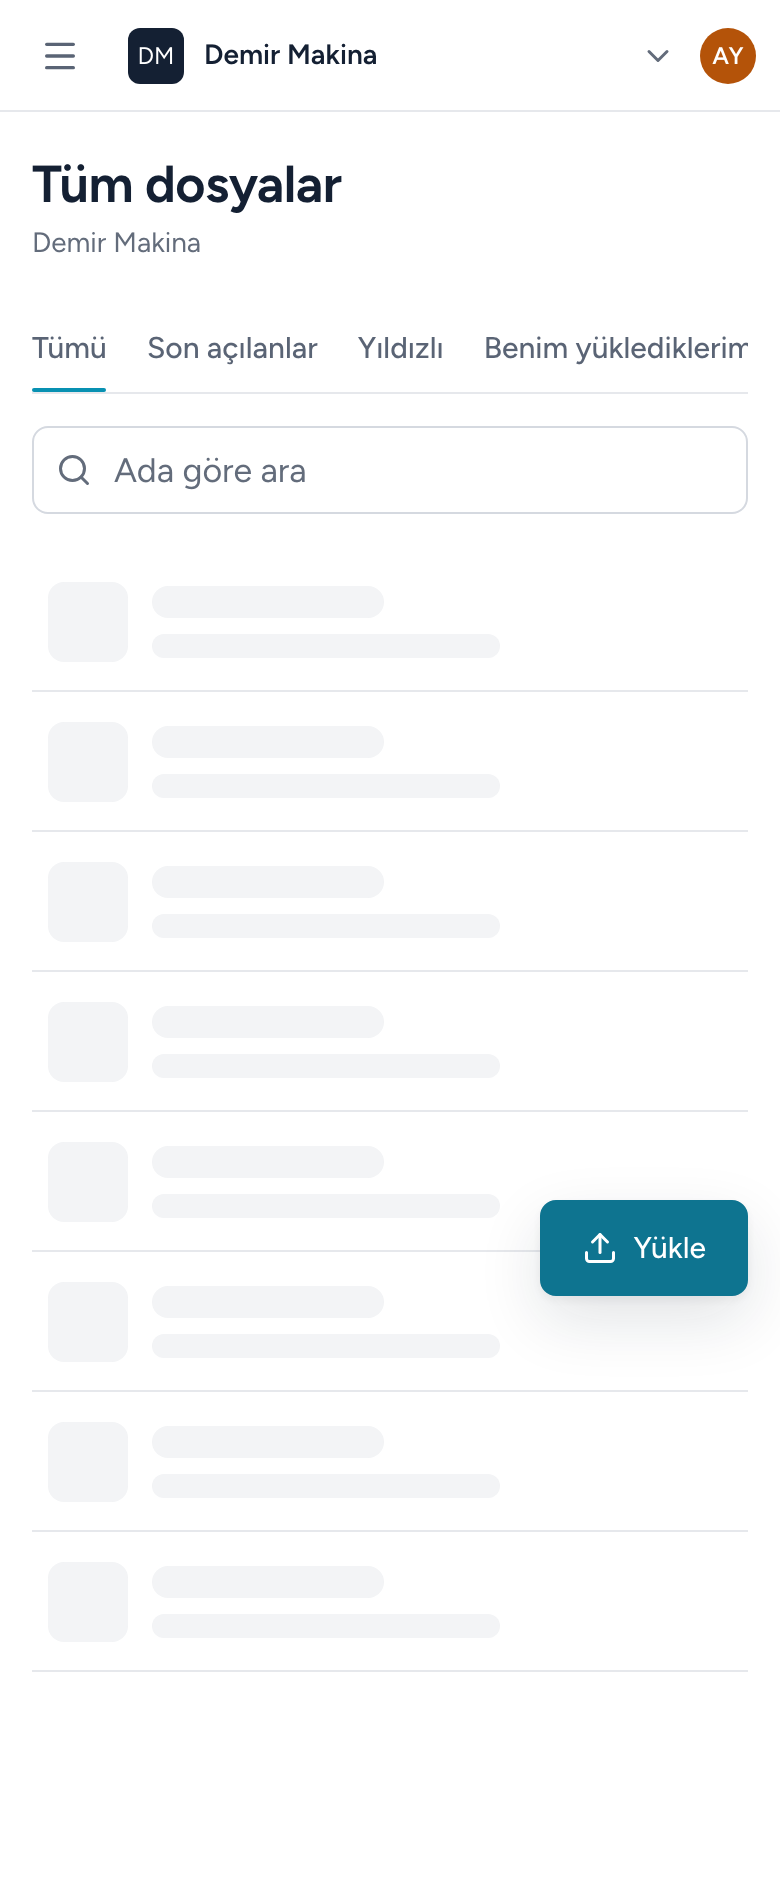 DM Demir Makina AY
Tüm dosyalar
Demir Makina
Tümü Son açılanlar Yıldızlı Benim yüklediklerim
Ada göre ara
Yükle